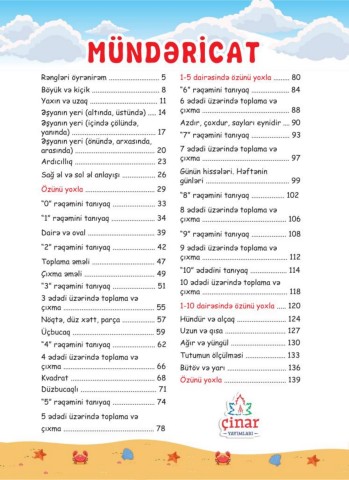 MÜNDƏRİCAT
Rəngləri öyrənirəm ........................ 5
Böyük və kiçik ................................ 8
Yaxın və uzaq ................................ 11
Əşyanın yeri (altında, üstündə) .... 14
Əşyanın yeri (içində çölündə,
yanında) ................................ 17
Əşyanın yeri (önündə, arxasında,
arasında) ................................ 20
Ardıcıllıq ................................ 23
Sağ əl və sol əl anlayışı ................ 26
Özünü yoxla ................................ 29
"0" rəqəmini tanıyaq ..................... 33
"1" rəqəmini tanıyaq ..................... 34
Dairə və oval ................................ 39
"2" rəqəmini tanıyaq ..................... 42
Toplama əməli ............................. 47
Çıxma əməli ................................ 49
"3" rəqəmini tanıyaq ..................... 51
3 ədədi üzərində toplama və
çıxma ................................ 55
Nöqtə, düz xətt, parça .................. 57
Üçbucaq ................................ 59
"4" rəqəmini tanıyaq ..................... 62
4 ədədi üzərində toplama və
çıxma ................................ 66
Kvadrat ................................ 68
Düzbucaqlı ................................ 71
"5" rəqəmini tanıyaq ..................... 74
5 ədədi üzərində toplama və
çıxma ................................ 78
1-5 dairəsində özünü yoxla ........ 80
"6" rəqəmini tanıyaq ................... 84
6 ədədi üzərində toplama və
çıxma ................................ 88
Azdır, çoxdur, sayları eynidir .... 90
"7" rəqəmini tanıyaq ................... 93
7 ədədi üzərində toplama və
çıxma ................................ 97
Günün hissələri. Həftənin
günləri ................................ 99
"8" rəqəmini tanıyaq ................... 102
8 ədədi üzərində toplama və
çıxma ................................ 106
"9" rəqəmini tanıyaq ................... 108
9 ədədi üzərində toplama və
çıxma ................................ 112
"10" ədədini tanıyaq ................... 114
10 ədədi üzərində toplama və
çıxma ................................ 118
1-10 dairəsində özünü yoxla ..... 120
Hündür və alçaq ......................... 124
Uzun və qısa ............................. 127
Ağır və yüngül ........................... 130
Tutumun ölçülməsi ..................... 133
Bütöv və yarı ............................. 136
Özünü yoxla ............................. 139
çinar
YAYINLARI